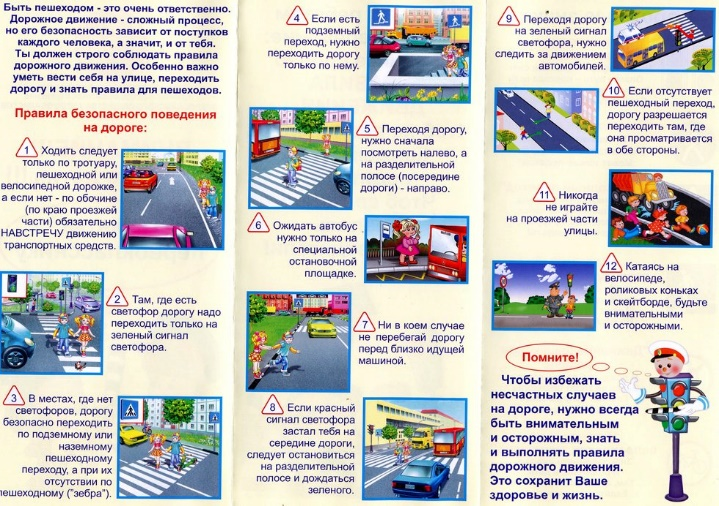 Быть пешеходом - это очень ответственно.
Дорожное движение - сложный процесс,
но его безопасность зависит от поступков
каждого человека, а значит, и от тебя.
Ты должен строго соблюдать правила
дорожного движения. Особенно важно
уметь вести себя на улице, переходить
дорогу и знать правила для пешеходов.
Правила безопасного поведения
на дороге:
1 Ходить следует
только по тротуару,
пешеходной или
велосипедной дорожке,
а если нет - по обочине
(по краю проезжей
части) обязательно
НАВСТРЕЧУ движению
транспортных средств.
2 Там, где есть
светофор дорогу надо
переходить только на
зеленый сигнал
светофора.
3 В местах, где нет
светофоров, дорогу
безопасно переходить
по подземному или
наземному
пешеходному
переходу, а при их
отсутствии по
пешеходному ("зебра").
4 Если есть
подземный
переход, нужно
переходить дорогу
только по нему.
5 Переходя дорогу,
нужно сначала
посмотреть налево, а
на разделительной
полосе (посередине
дороги) - направо.
6 Ожидать автобус
нужно только на
специальной
остановочной
площадке.
7 Ни в коем случае
не перебегай дорогу
перед близко идущей
машиной.
8 Если красный
сигнал светофора
застал тебя на
середине дороги,
следует остановиться
на разделительной
полосе и дождаться
зеленого.
9 Переходя дорогу
на зеленый сигнал
светофора, нужно
следить за движением
автомобилей.
10 Если отсутствует
пешеходный переход,
дорогу разрешается
переходить там, где
она просматривается
в обе стороны.
11 Никогда
не играйте
на проезжей части
улицы.
12 Катаясь на
велосипеде,
роликовых коньках
и скейтборде, будьте
внимательными
и осторожными.
Помните!
Чтобы избежать
несчастных случаев
на дороге, нужно всегда
быть внимательным
и осторожным, знать
и выполнять правила
дорожного движения.
Это сохранит Ваше
здоровье и жизнь.